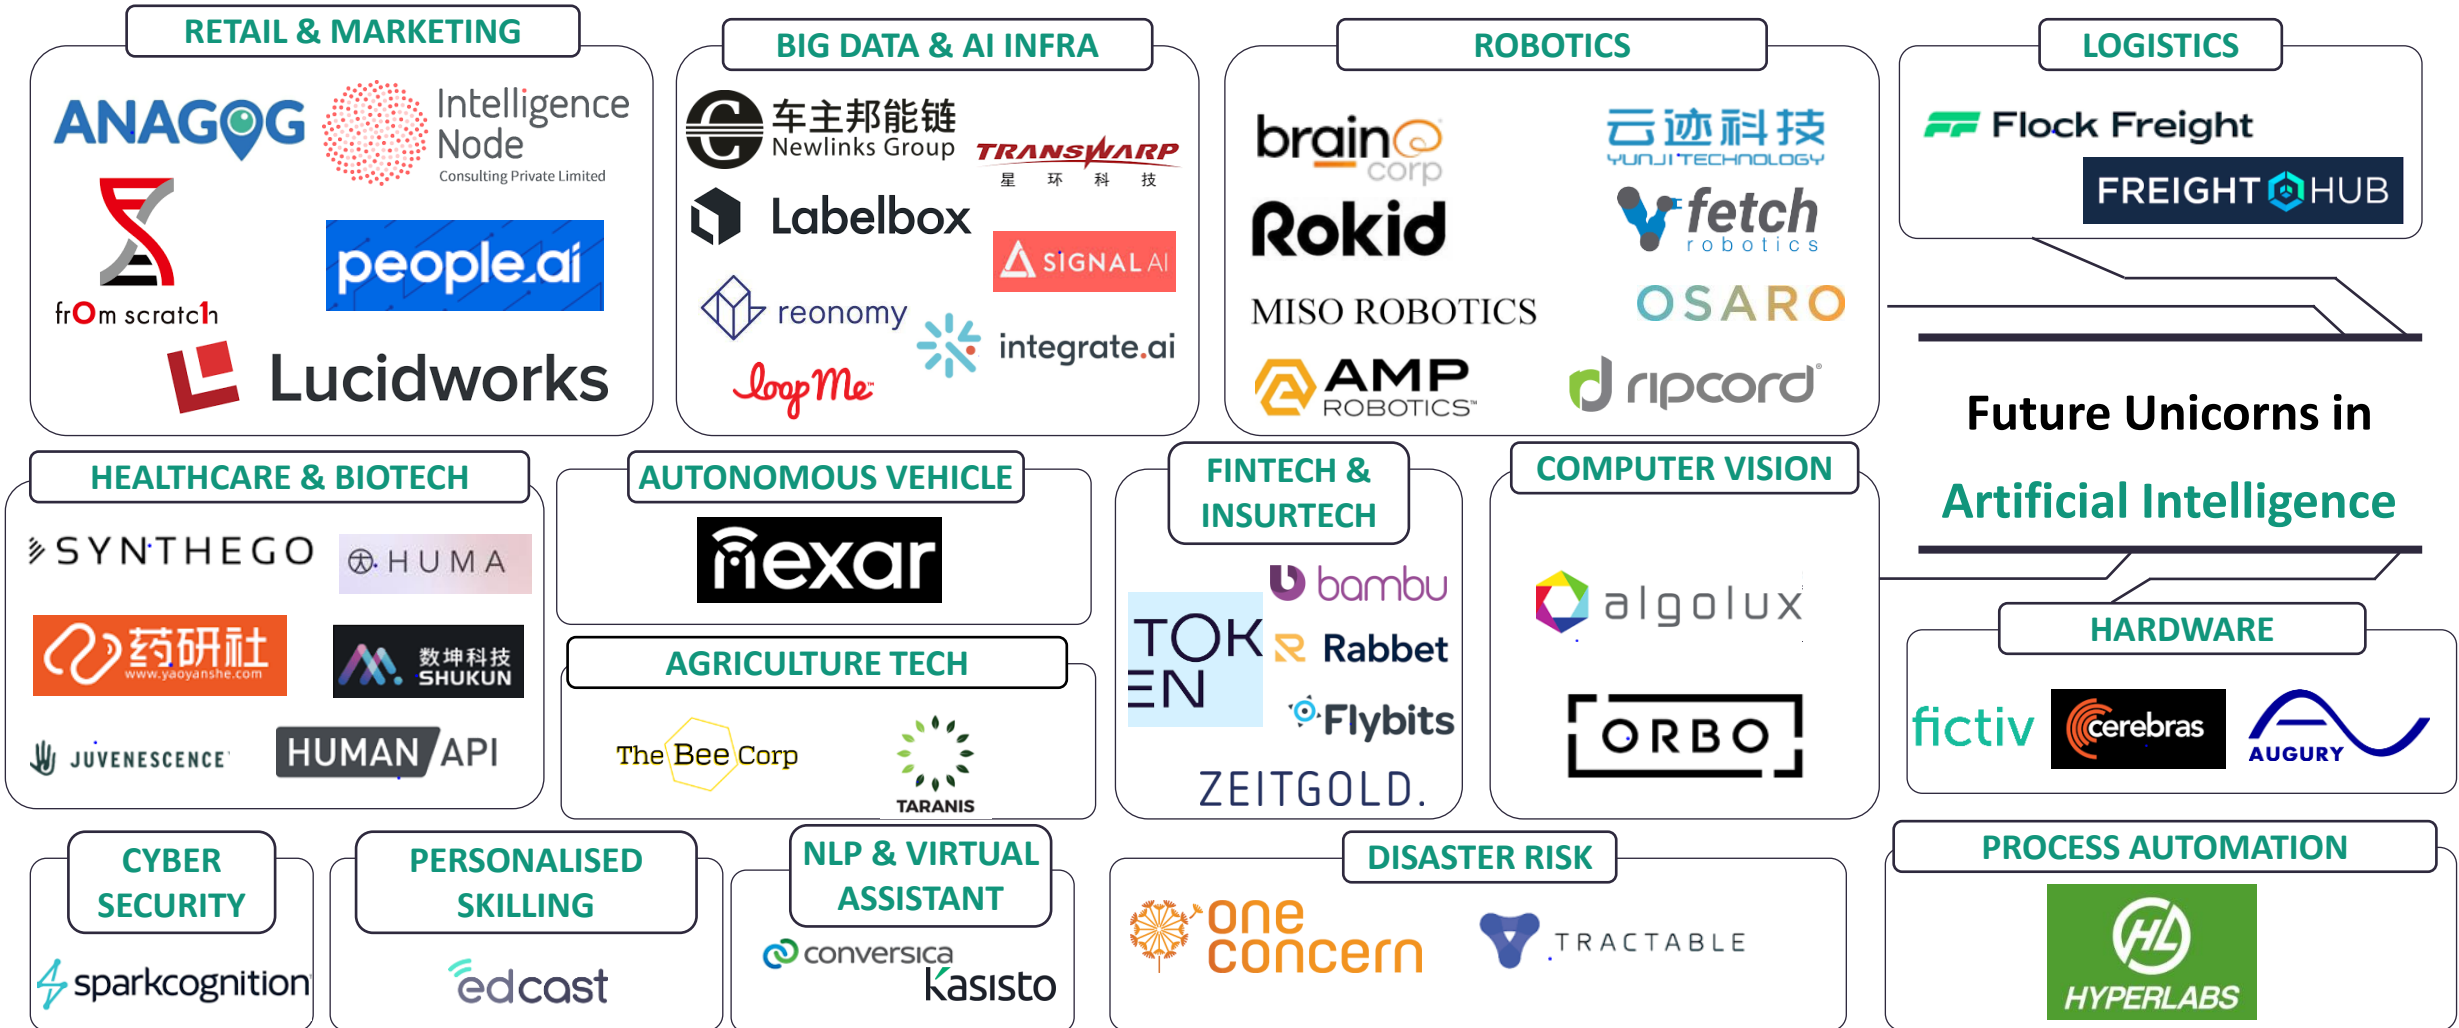 RETAIL & MARKETING
ANAGOG
Intelligence
Node
Consulting Private Limited
frOm scratc1h
people.ai
Lucidworks
BIG DATA & AI INFRA
车主邦能链
Newlinks Group
TRANSWARP
星环科技
Labelbox
SIGNAL AI
reonomy
integrate.ai
loopMe™
ROBOTICS
brain
corp
云迹科技
YUNJI TECHNOLOGY
Rokid
fetch
robotics
MISO ROBOTICS
OSARO
AMP
ROBOTICS™
ripcord®
LOGISTICS
Flock Freight
FREIGHT HUB
Future Unicorns in
Artificial Intelligence
HEALTHCARE & BIOTECH
SYNTHEGO
HUMA
药研社
www.yaoyanshe.com
数坤科技
SHUKUN
JUVENESCENCE
HUMAN API
AUTONOMOUS VEHICLE
nexar
AGRICULTURE TECH
The Bee Corp
TARANIS
FINTECH &
INSURTECH
TOK
EN
bambu
Rabbet
Flybits
ZEITGOLD.
COMPUTER VISION
algolux
ORBO
HARDWARE
fictiv
cerebras
AUGURY
CYBER
SECURITY
sparkcognition
PERSONALISED
SKILLING
edcast
NLP & VIRTUAL
ASSISTANT
conversica
kasisto
DISASTER RISK
one
concern
TRACTABLE
PROCESS AUTOMATION
HL
HYPERLABS